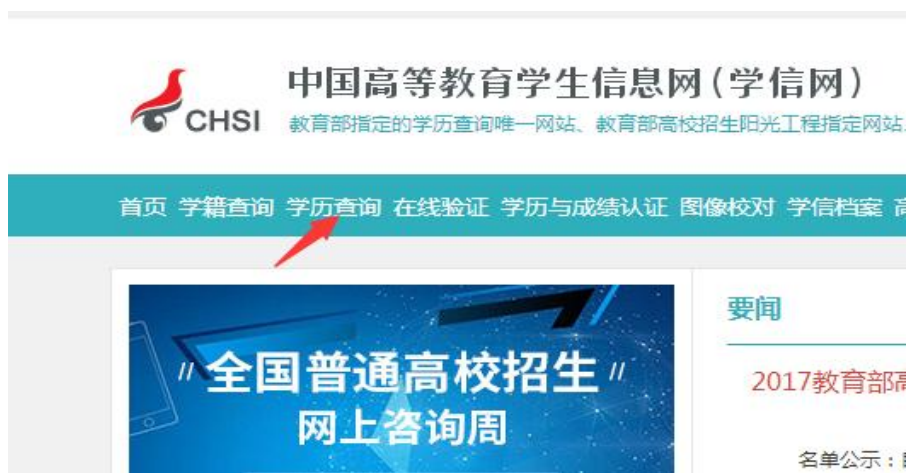 CHSI
中国高等教育学生信息网(学信网)
教育部指定的学历查询唯一网站、教育部高校招生阳光工程指定网站、
首页 学籍查询 学历查询 在线验证 学历与成绩认证 图像校对 学信档案 高
〃全国普通高校招生〃
网上咨询周
要闻
2017教育部高
名单公示: